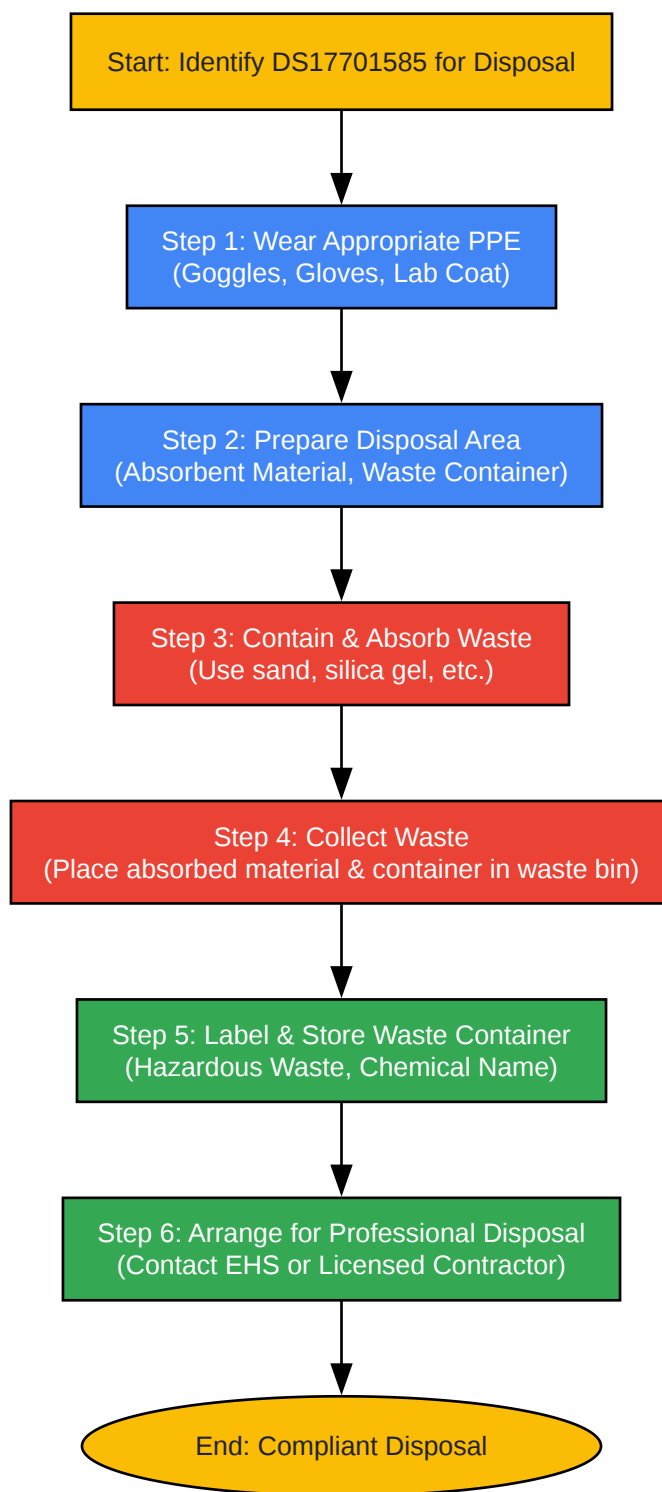 Start: Identify DS17701585 for Disposal
Step 1: Wear Appropriate PPE
(Goggles, Gloves, Lab Coat)
Step 2: Prepare Disposal Area
(Absorbent Material, Waste Container)
Step 3: Contain & Absorb Waste
(Use sand, silica gel, etc.)
Step 4: Collect Waste
(Place absorbed material & container in waste bin)
Step 5: Label & Store Waste Container
(Hazardous Waste, Chemical Name)
Step 6: Arrange for Professional Disposal
(Contact EHS or Licensed Contractor)
End: Compliant Disposal